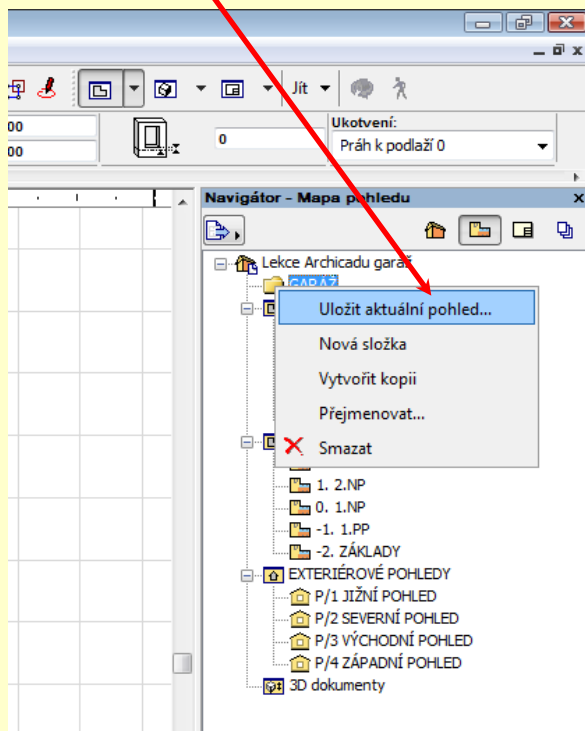 Jít
00
00
0
Ukotvení:
Práh k podlaží 0
Navigátor - Mapa pohledu
Lekce Archicadu garáž
GARÁŽ
Uložit aktuální pohled...
Nová složka
Vytvořit kopii
Přejmenovat...
Smazat
1. 2.NP
0. 1.NP
-1. 1.PP
-2. ZÁKLADY
EXTERIÉROVÉ POHLEDY
P/1 JIŽNÍ POHLED
P/2 SEVERNÍ POHLED
P/3 VÝCHODNÍ POHLED
P/4 ZÁPADNÍ POHLED
3D dokumenty